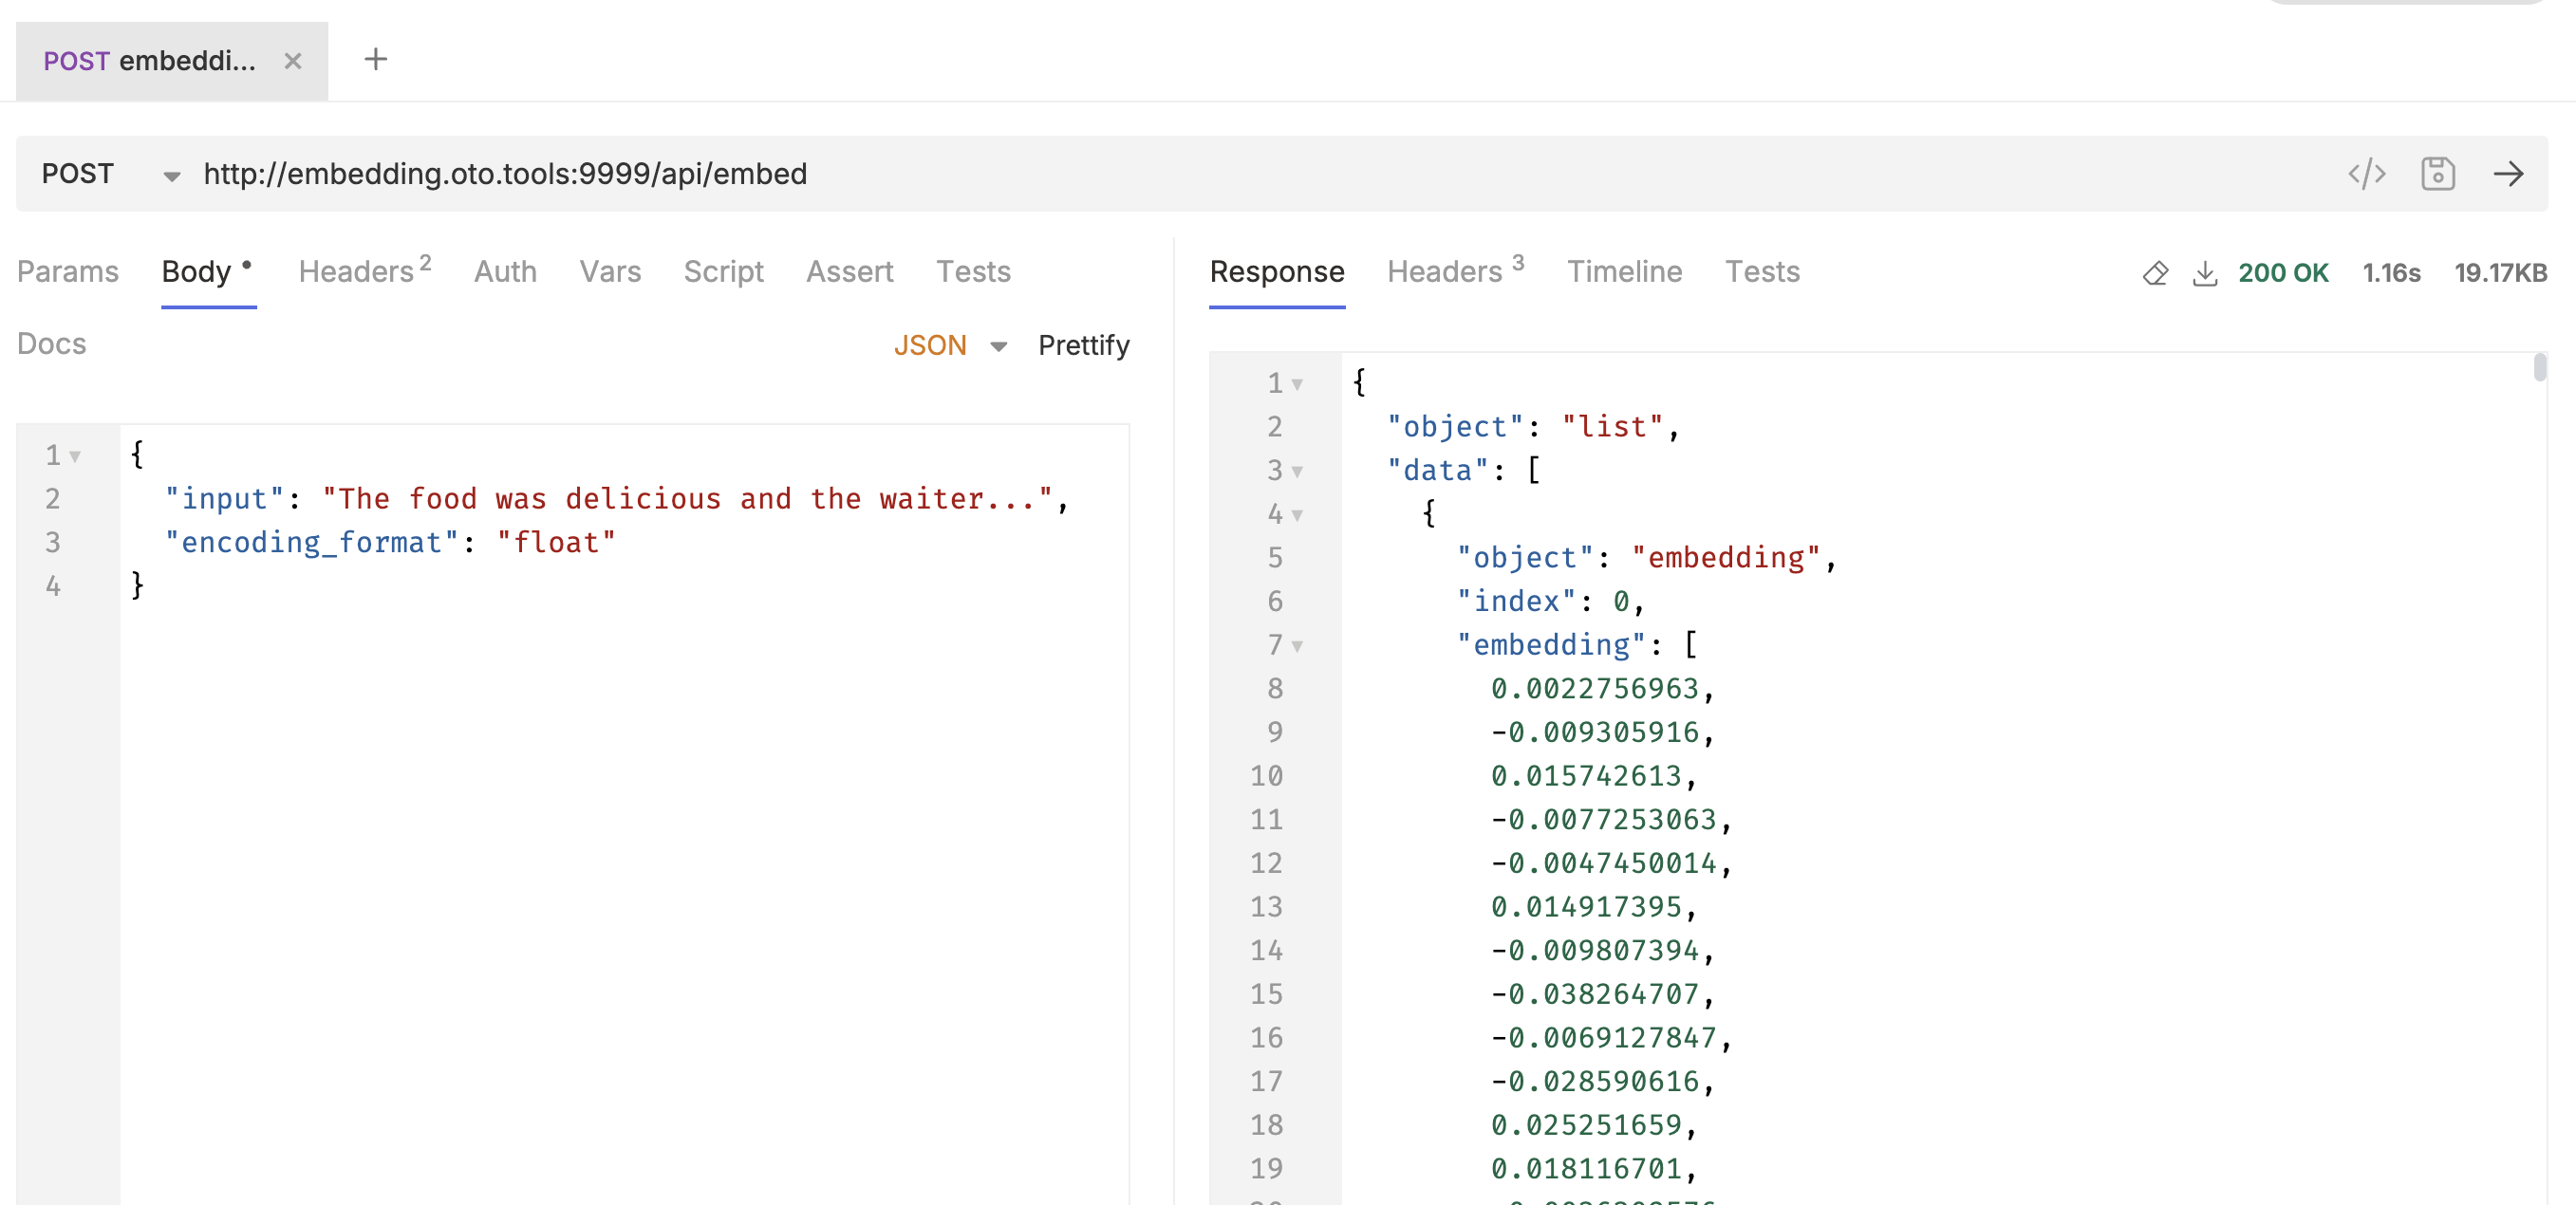 POST embeddi...
POST http://embedding.oto.tools:9999/api/embed
Params Body Headers 2 Auth Vars Script Assert Tests
Docs JSON Prettify
1 {
2 "input": "The food was delicious and the waiter...",
3 "encoding_format": "float"
4 }
Response Headers 3 Timeline Tests 200 OK 1.16s 19.17KB
1 {
2 "object": "list",
3 "data": [
4 {
5 "object": "embedding",
6 "index": 0,
7 "embedding": [
8 0.0022756963,
9 -0.009305916,
10 0.015742613,
11 -0.0077253063,
12 -0.0047450014,
13 0.014917395,
14 -0.009807394,
15 -0.038264707,
16 -0.0069127847,
17 -0.028590616,
18 0.025251659,
19 0.018116701,